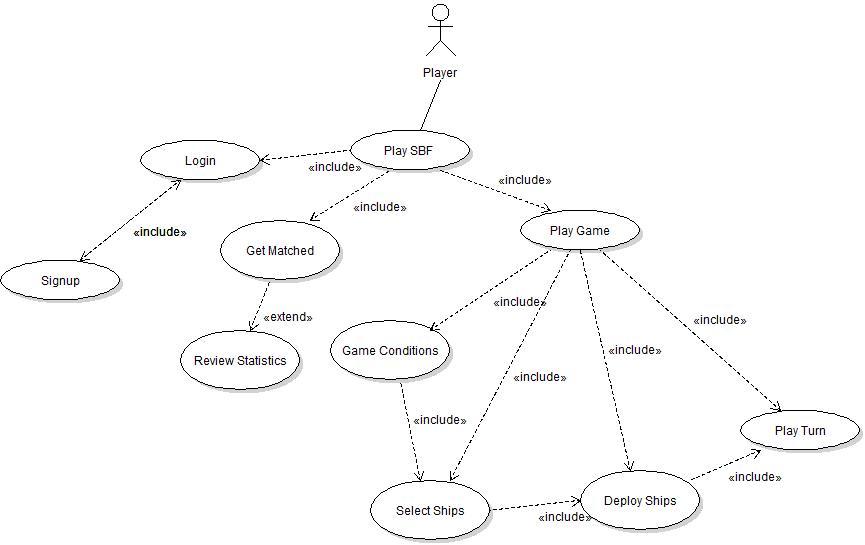 Player
Play SBF
Login
«include»
«include»
«include»
«include»
Get Matched
Play Game
Signup
«extend»
«include»
«include»
Review Statistics
Game Conditions
«include»
«include»
«include»
Play Turn
Select Ships
Deploy Ships
«include»
«include»